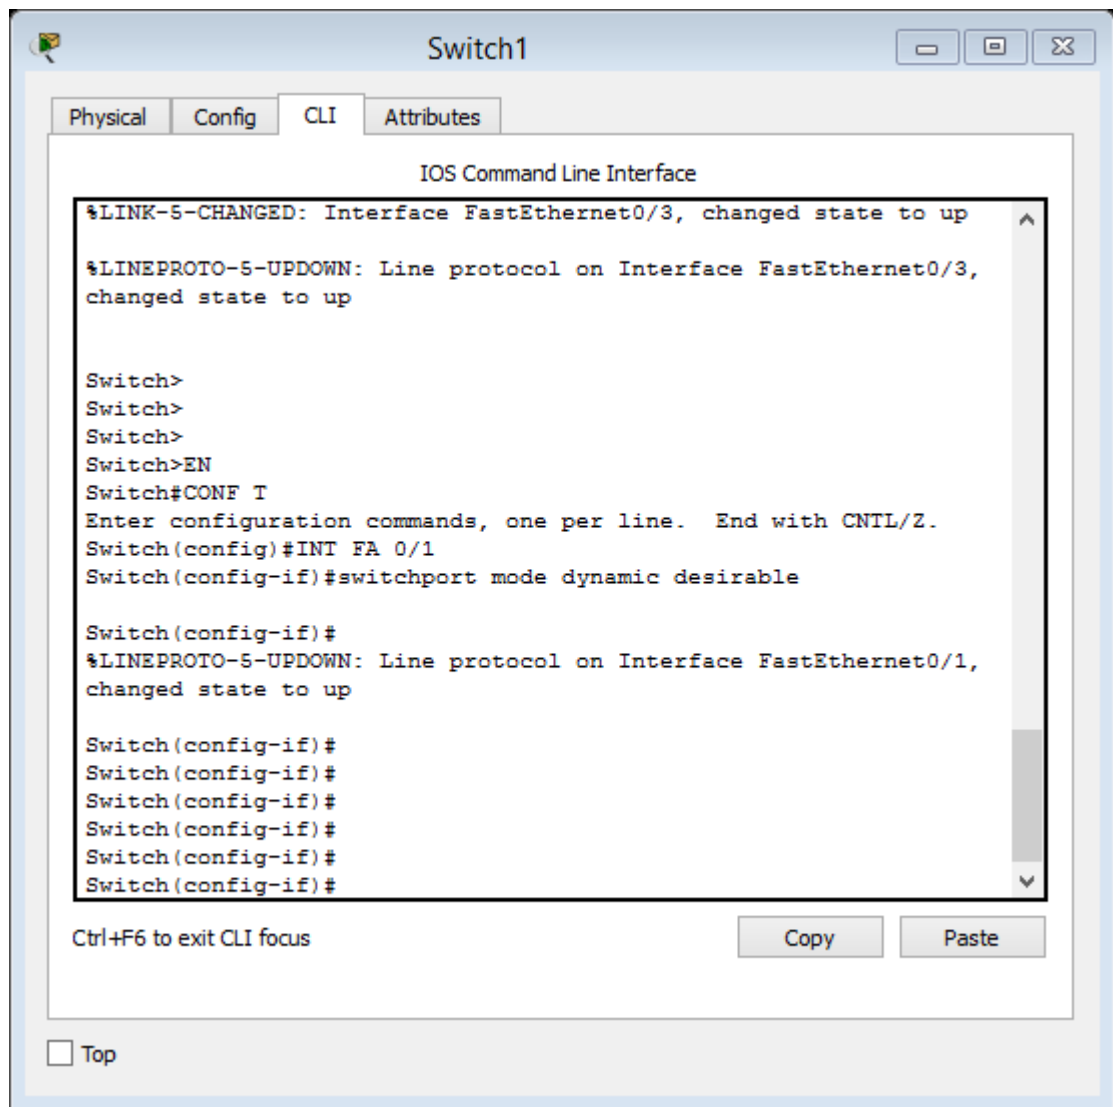 Switch1
Physical Config CLI Attributes
IOS Command Line Interface
%LINK-5-CHANGED: Interface FastEthernet0/3, changed state to up
%LINEPROTO-5-UPDOWN: Line protocol on Interface FastEthernet0/3,
changed state to up
Switch>
Switch>
Switch>
Switch>EN
Switch#CONF T
Enter configuration commands, one per line.  End with CNTL/Z.
Switch(config)#INT FA 0/1
Switch(config-if)#switchport mode dynamic desirable
Switch(config-if)#
%LINEPROTO-5-UPDOWN: Line protocol on Interface FastEthernet0/1,
changed state to up
Switch(config-if)#
Switch(config-if)#
Switch(config-if)#
Switch(config-if)#
Switch(config-if)#
Switch(config-if)#
Ctrl+F6 to exit CLI focus Copy Paste
Top